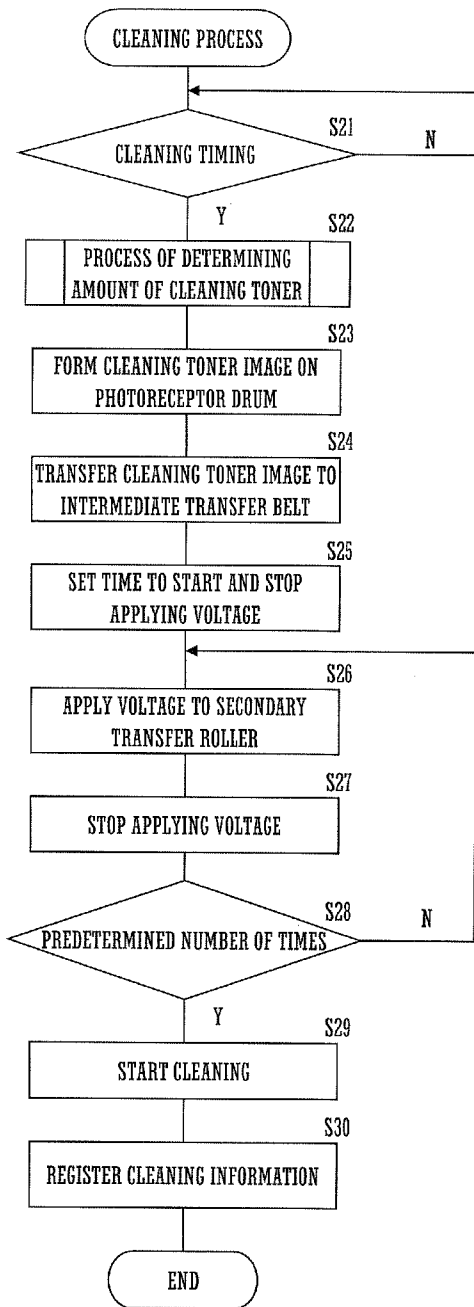 CLEANING PROCESS
S21
CLEANING TIMING
N
Y
S22
PROCESS OF DETERMINING
AMOUNT OF CLEANING TONER
S23
FORM CLEANING TONER IMAGE ON
PHOTORECEPTOR DRUM
S24
TRANSFER CLEANING TONER IMAGE TO
INTERMEDIATE TRANSFER BELT
S25
SET TIME TO START AND STOP
APPLYING VOLTAGE
S26
APPLY VOLTAGE TO SECONDARY
TRANSFER ROLLER
S27
STOP APPLYING VOLTAGE
S28
PREDETERMINED NUMBER OF TIMES
N
Y
S29
START CLEANING
S30
REGISTER CLEANING INFORMATION
END